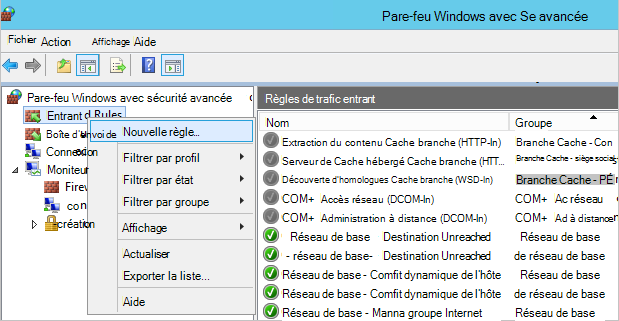 Pare-feu Windows avec Se avancée
Fichier Action Affichage Aide
Pare-feu Windows avec sécurité avancée
Entrant d Rules
Boîte d'
Connexion
Moniteur
Firew
con
création
Nouvelle règle...
Filtrer par profil
Filtrer par état
Filtrer par groupe
Affichage
Actualiser
Exporter la liste...
Aide
Règles de trafic entrant
Nom Groupe
Extraction du contenu Cache branche (HTTP-In) Branche Cache - Con
Serveur de Cache hébergé Cache branche (HTT... Branche Cache - siège social
Découverte d'homologues Cache branche (WSD-In) Branche Cache - PÉ
COM+ Accès réseau (DCOM-In) COM+ Ac réseau
COM+ Administration à distance (DCOM-In) COM+ Ad à distance
Réseau de base Destination Unreached Réseau de base
- réseau de base- Destination Unreached de réseau de base
Réseau de base - Comfit dynamique de l'hôte de réseau de base
Réseau de base - Comfit dynamique de l'hôte de réseau de base
Réseau de base - Manna groupe Internet Réseau de base